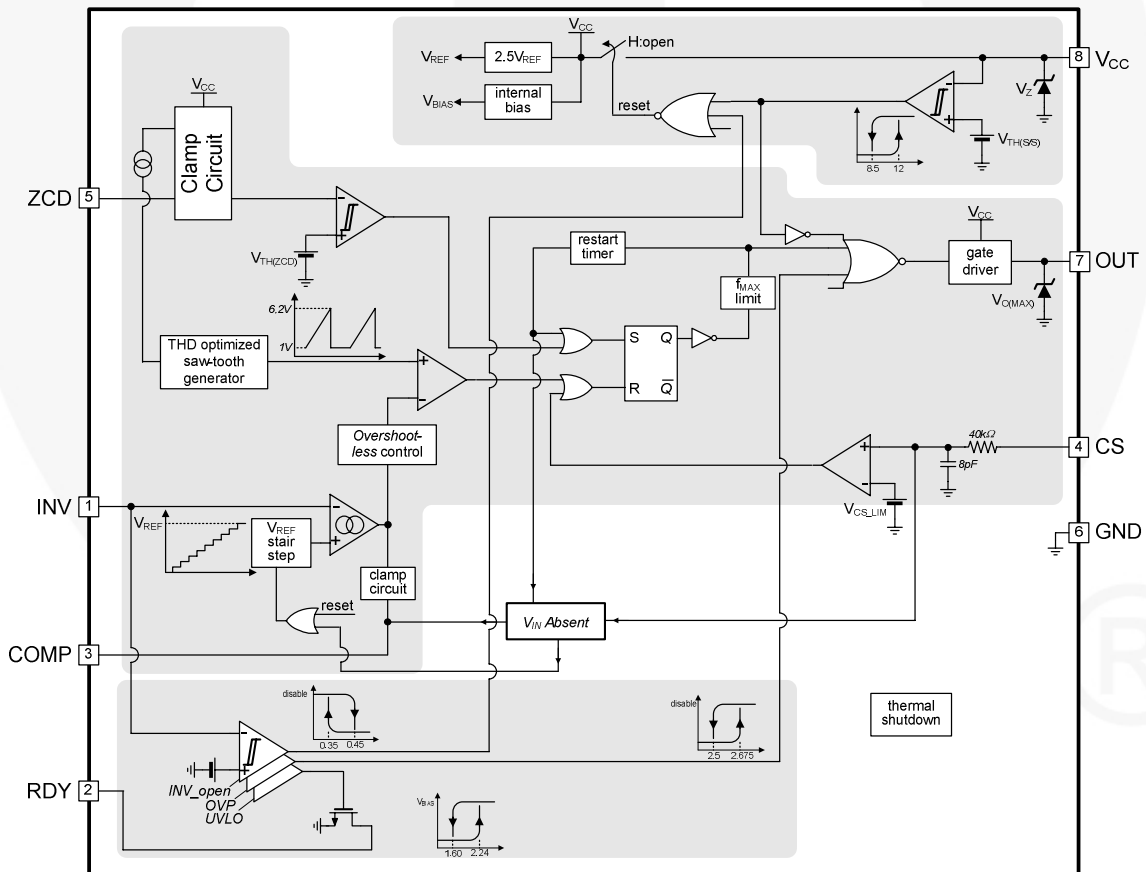 VCC
H:open
VREF
2.5VREF
VBIAS
internal
bias
reset
8
VCC
VZ
VTH(S/S)
8.5
12
VCC
Clamp
Circuit
ZCD
5
VTH(ZCD)
restart
timer
VCC
gate
driver
7
OUT
VO(MAX)
fMAX
limit
6.2V
1V
THD optimized
saw-tooth
generator
S
Q
R
Q
Overshoot-
less control
40kΩ
8pF
4
CS
VCS_LIM
INV
1
VREF
VREF
stair
step
6
GND
clamp
circuit
reset
VIN Absent
COMP
3
disable
0.35
0.45
disable
2.5
2.675
thermal
shutdown
INV_open
OVP
UVLO
RDY
2
VBIAS
1.60
2.24
®